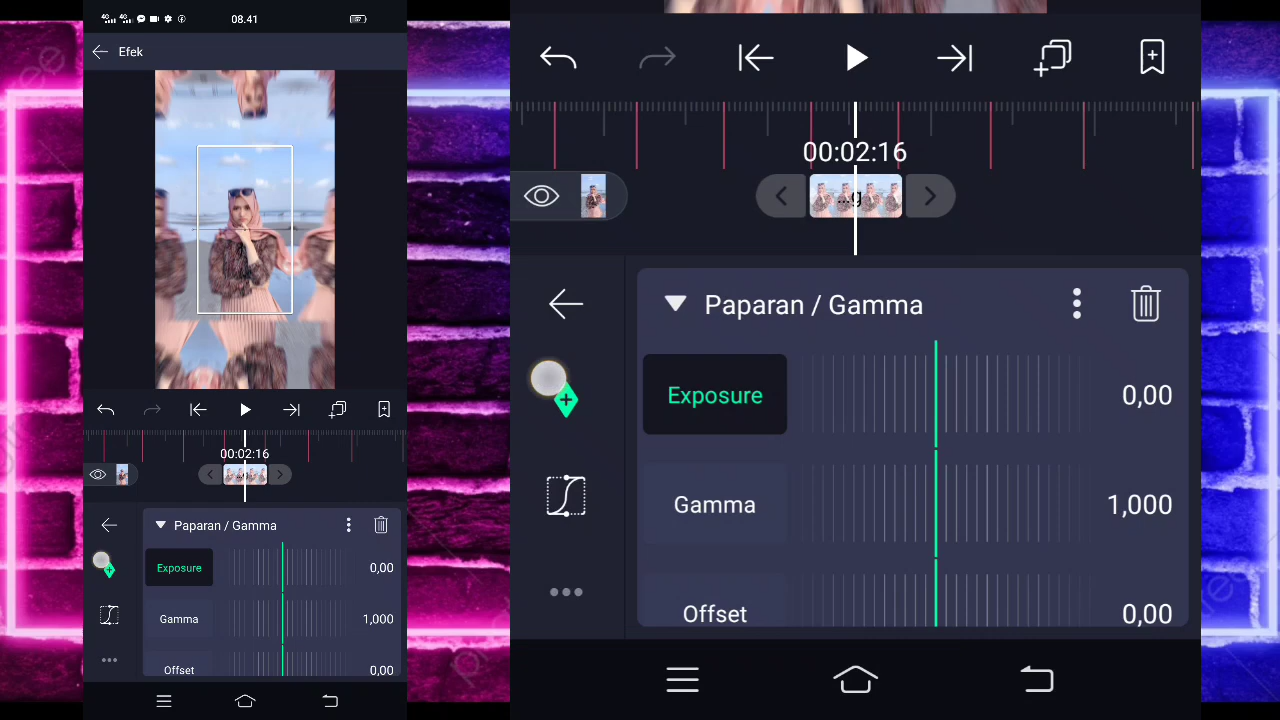 08.41
Efek
00:02:16
Paparan / Gamma
Exposure
0,00
Gamma
1,000
Offset
0,00
00:02:16
...g
Paparan / Gamma
Exposure
0,00
Gamma
1,000
Offset
0,00